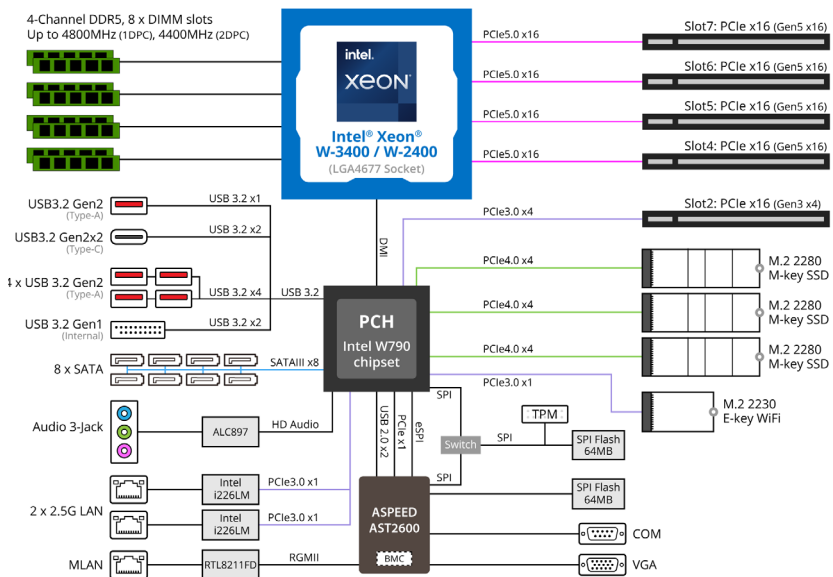 4-Channel DDR5, 8 x DIMM slots
Up to 4800MHz (1DPC), 4400MHz (2DPC)
intel.
XEON
Intel® Xeon®
W-3400 / W-2400
(LGA4677 Socket)
PCIe5.0 x16
Slot7: PCIe x16 (Gen5 x16)
PCIe5.0 x16
Slot6: PCIe x16 (Gen5 x16)
PCIe5.0 x16
Slot5: PCIe x16 (Gen5 x16)
PCIe5.0 x16
Slot4: PCIe x16 (Gen5 x16)
PCIe3.0 x4
Slot2: PCIe x16 (Gen3 x4)
USB3.2 Gen2
(Type-A)
USB 3.2 x1
USB3.2 Gen2x2
(Type-C)
USB 3.2 x2
4 x USB 3.2 Gen2
(Type-A)
USB 3.2 x4
USB 3.2
USB 3.2 Gen1
(Internal)
USB 3.2 x2
DMI
PCH
Intel W790
chipset
PCIe4.0 x4
M.2 2280
M-key SSD
PCIe4.0 x4
M.2 2280
M-key SSD
PCIe4.0 x4
M.2 2280
M-key SSD
PCIe3.0 x1
M.2 2230
E-key WiFi
8 x SATA
SATAIII x8
Audio 3-Jack
ALC897
HD Audio
USB 2.0 x2
PCIe x1
eSPI
SPI
Switch
SPI
TPM
SPI Flash
64MB
SPI
SPI Flash
64MB
2 x 2.5G LAN
Intel
i226LM
PCIe3.0 x1
Intel
i226LM
PCIe3.0 x1
ASPEED
AST2600
BMC
MLAN
RTL8211FD
RGMII
COM
VGA